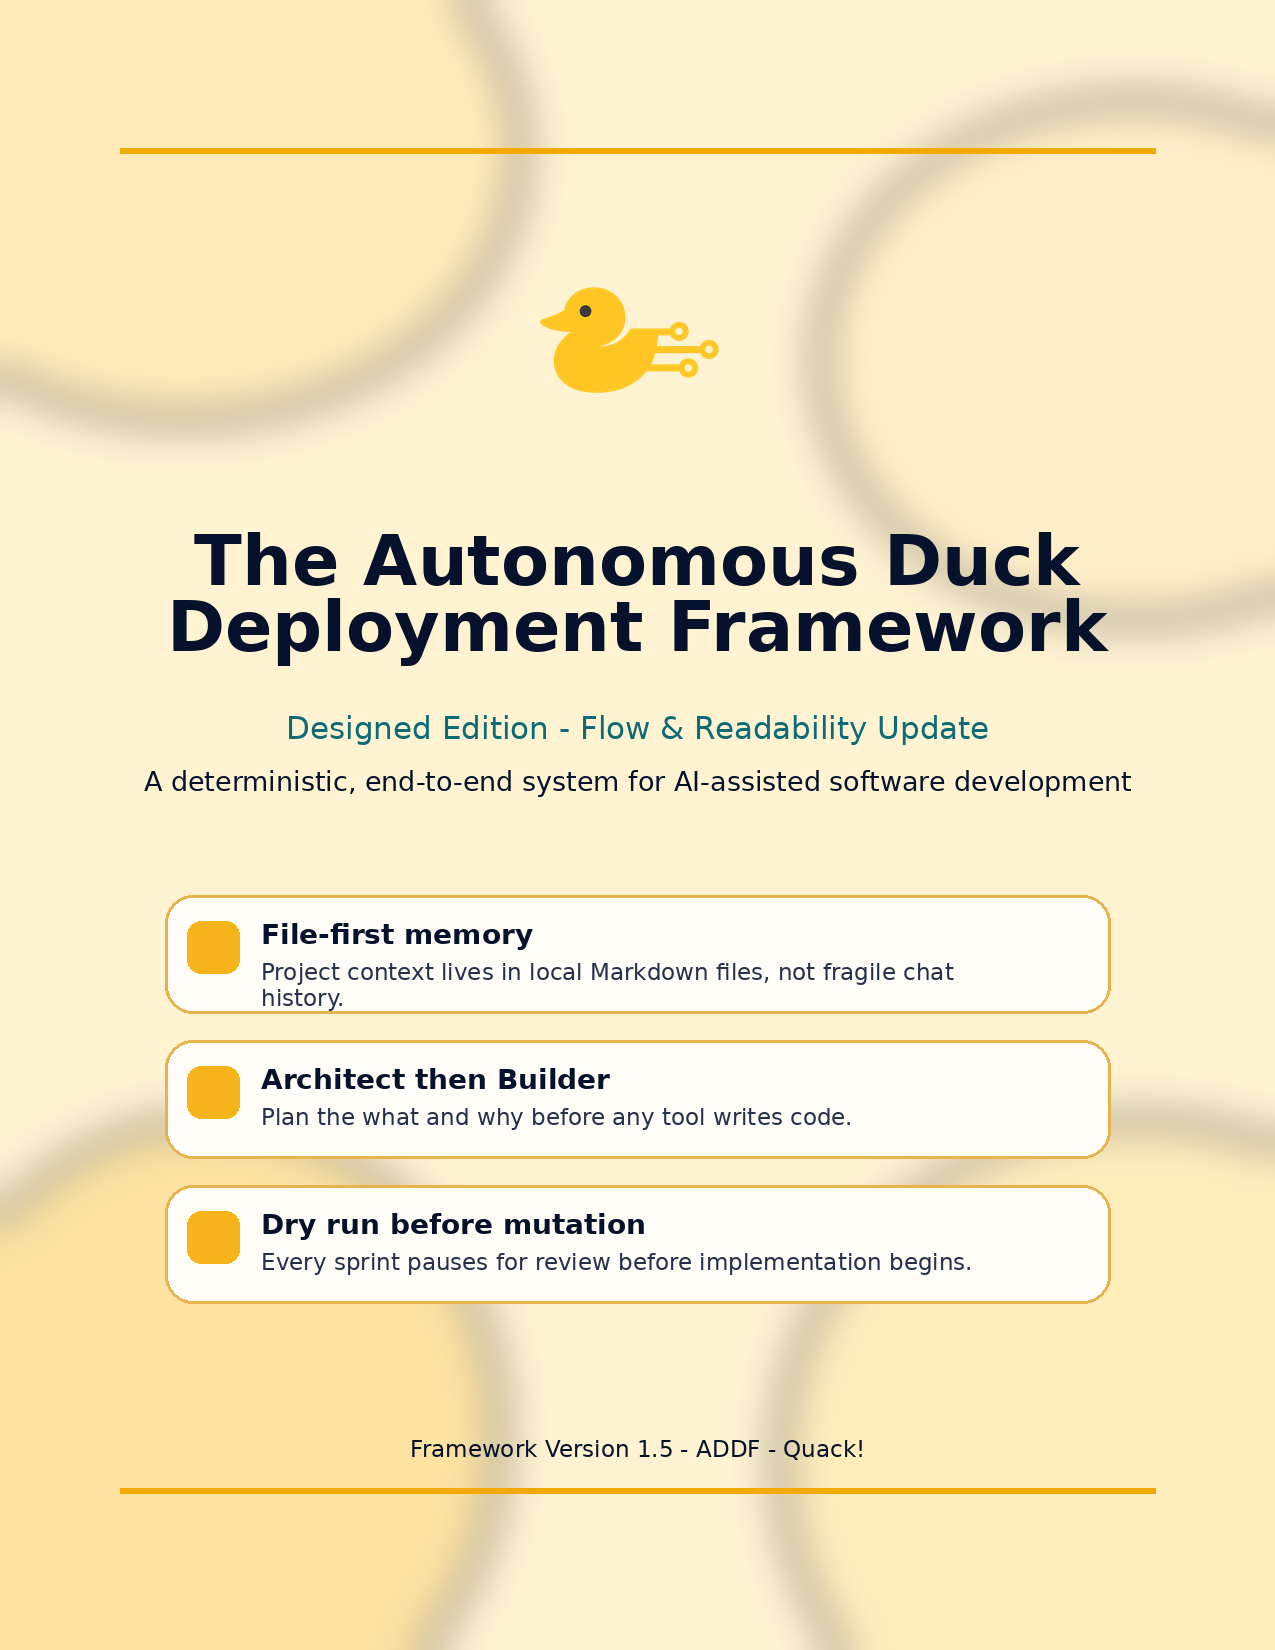 The Autonomous Duck
Deployment Framework
Designed Edition - Flow & Readability Update
A deterministic, end-to-end system for AI-assisted software development
File-first memory
Project context lives in local Markdown files, not fragile chat
history.
Architect then Builder
Plan the what and why before any tool writes code.
Dry run before mutation
Every sprint pauses for review before implementation begins.
Framework Version 1.5 - ADDF - Quack!